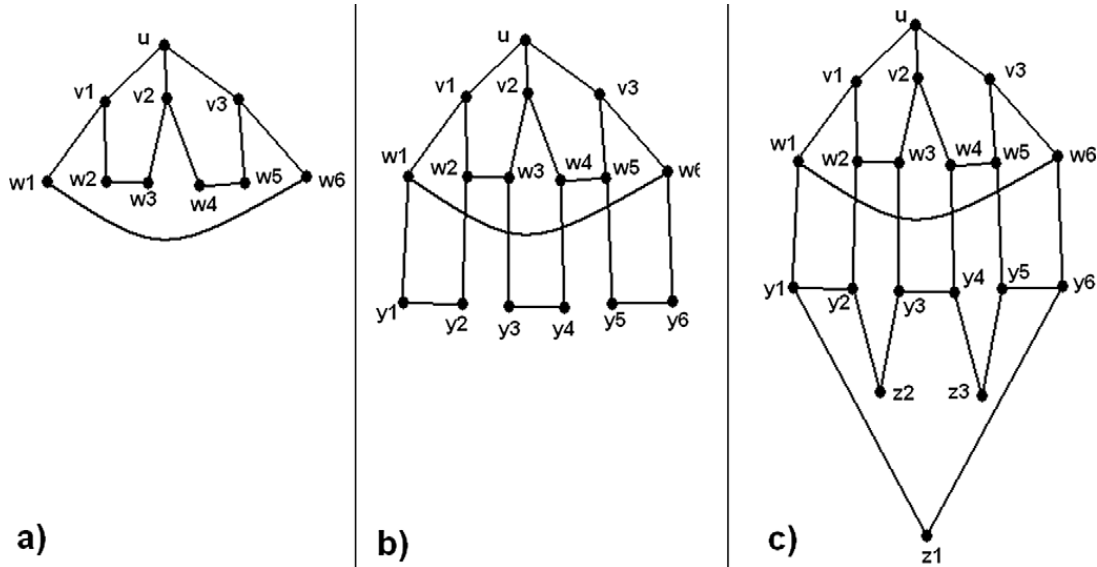 u
v1 v2 v3
w1 w2 w3 w4 w5 w6
a)
u
v1 v2 v3
w1 w2 w3 w4 w5 w6
y1 y2 y3 y4 y5 y6
b)
u
v1 v2 v3
w1 w2 w3 w4 w5 w6
y1 y2 y3 y4 y5 y6
z2 z3
z1
c)